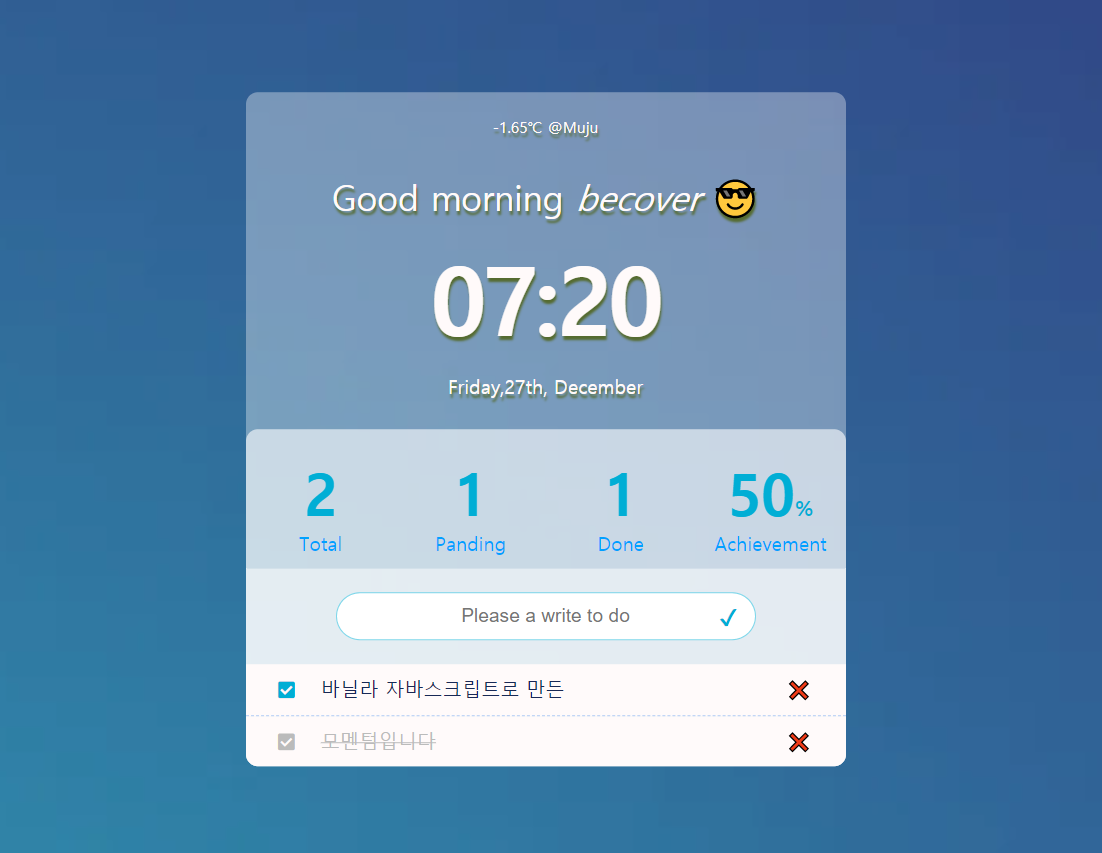 -1.65℃ @Muju
Good morning becover 😎
07:20
Friday,27th, December
2 1 1 50%
Total Panding Done Achievement
Please a write to do
바닐라 자바스크립트로 만든
모멘텀입니다